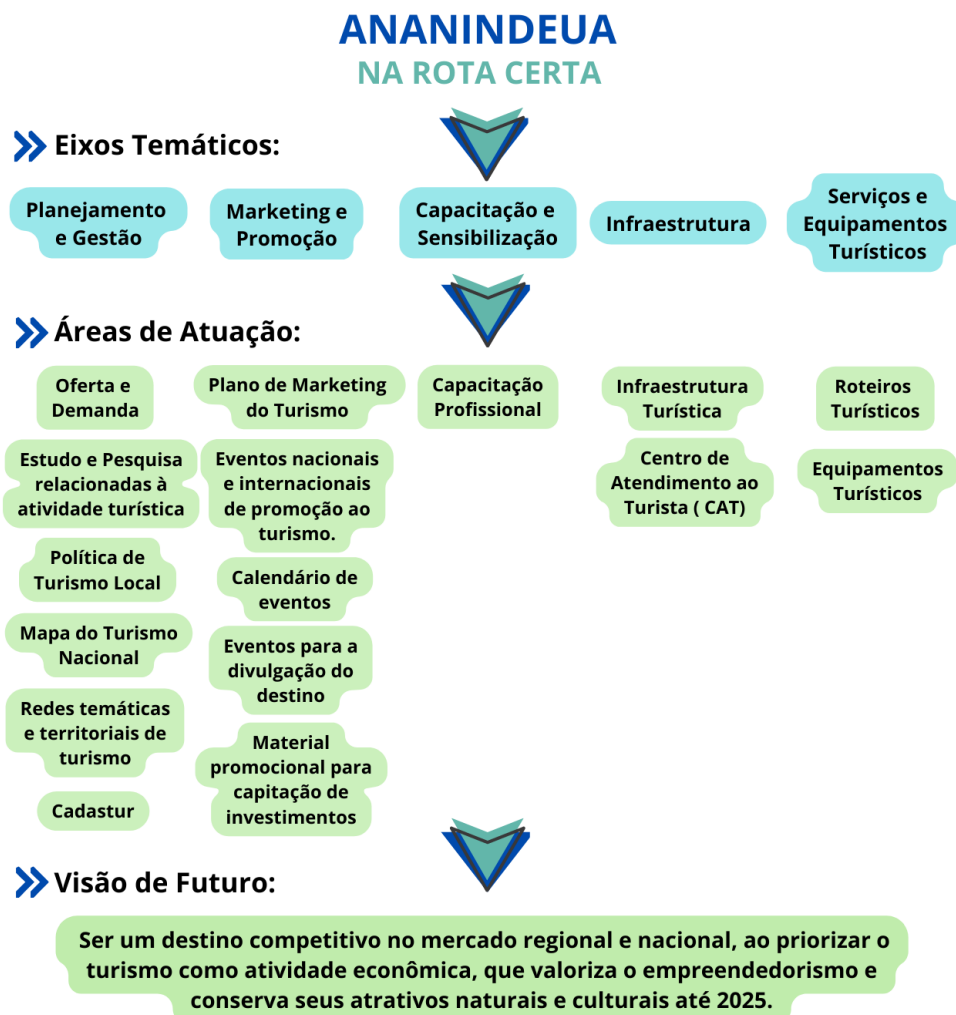 ANANINDEUA
NA ROTA CERTA
Eixos Temáticos:
Planejamento
e Gestão
Marketing e
Promoção
Capacitação e
Sensibilização
Infraestrutura
Serviços e
Equipamentos
Turísticos
Áreas de Atuação:
Oferta e
Demanda
Estudo e Pesquisa
relacionadas à
atividade turística
Política de
Turismo Local
Mapa do Turismo
Nacional
Redes temáticas
e territoriais de
turismo
Cadastur
Plano de Marketing
do Turismo
Eventos nacionais
e internacionais
de promoção ao
turismo.
Calendário de
eventos
Eventos para a
divulgação do
destino
Material
promocional para
capitação de
investimentos
Capacitação
Profissional
Infraestrutura
Turística
Centro de
Atendimento ao
Turista ( CAT)
Roteiros
Turísticos
Equipamentos
Turísticos
Visão de Futuro:
Ser um destino competitivo no mercado regional e nacional, ao priorizar o
turismo como atividade econômica, que valoriza o empreendedorismo e
conserva seus atrativos naturais e culturais até 2025.